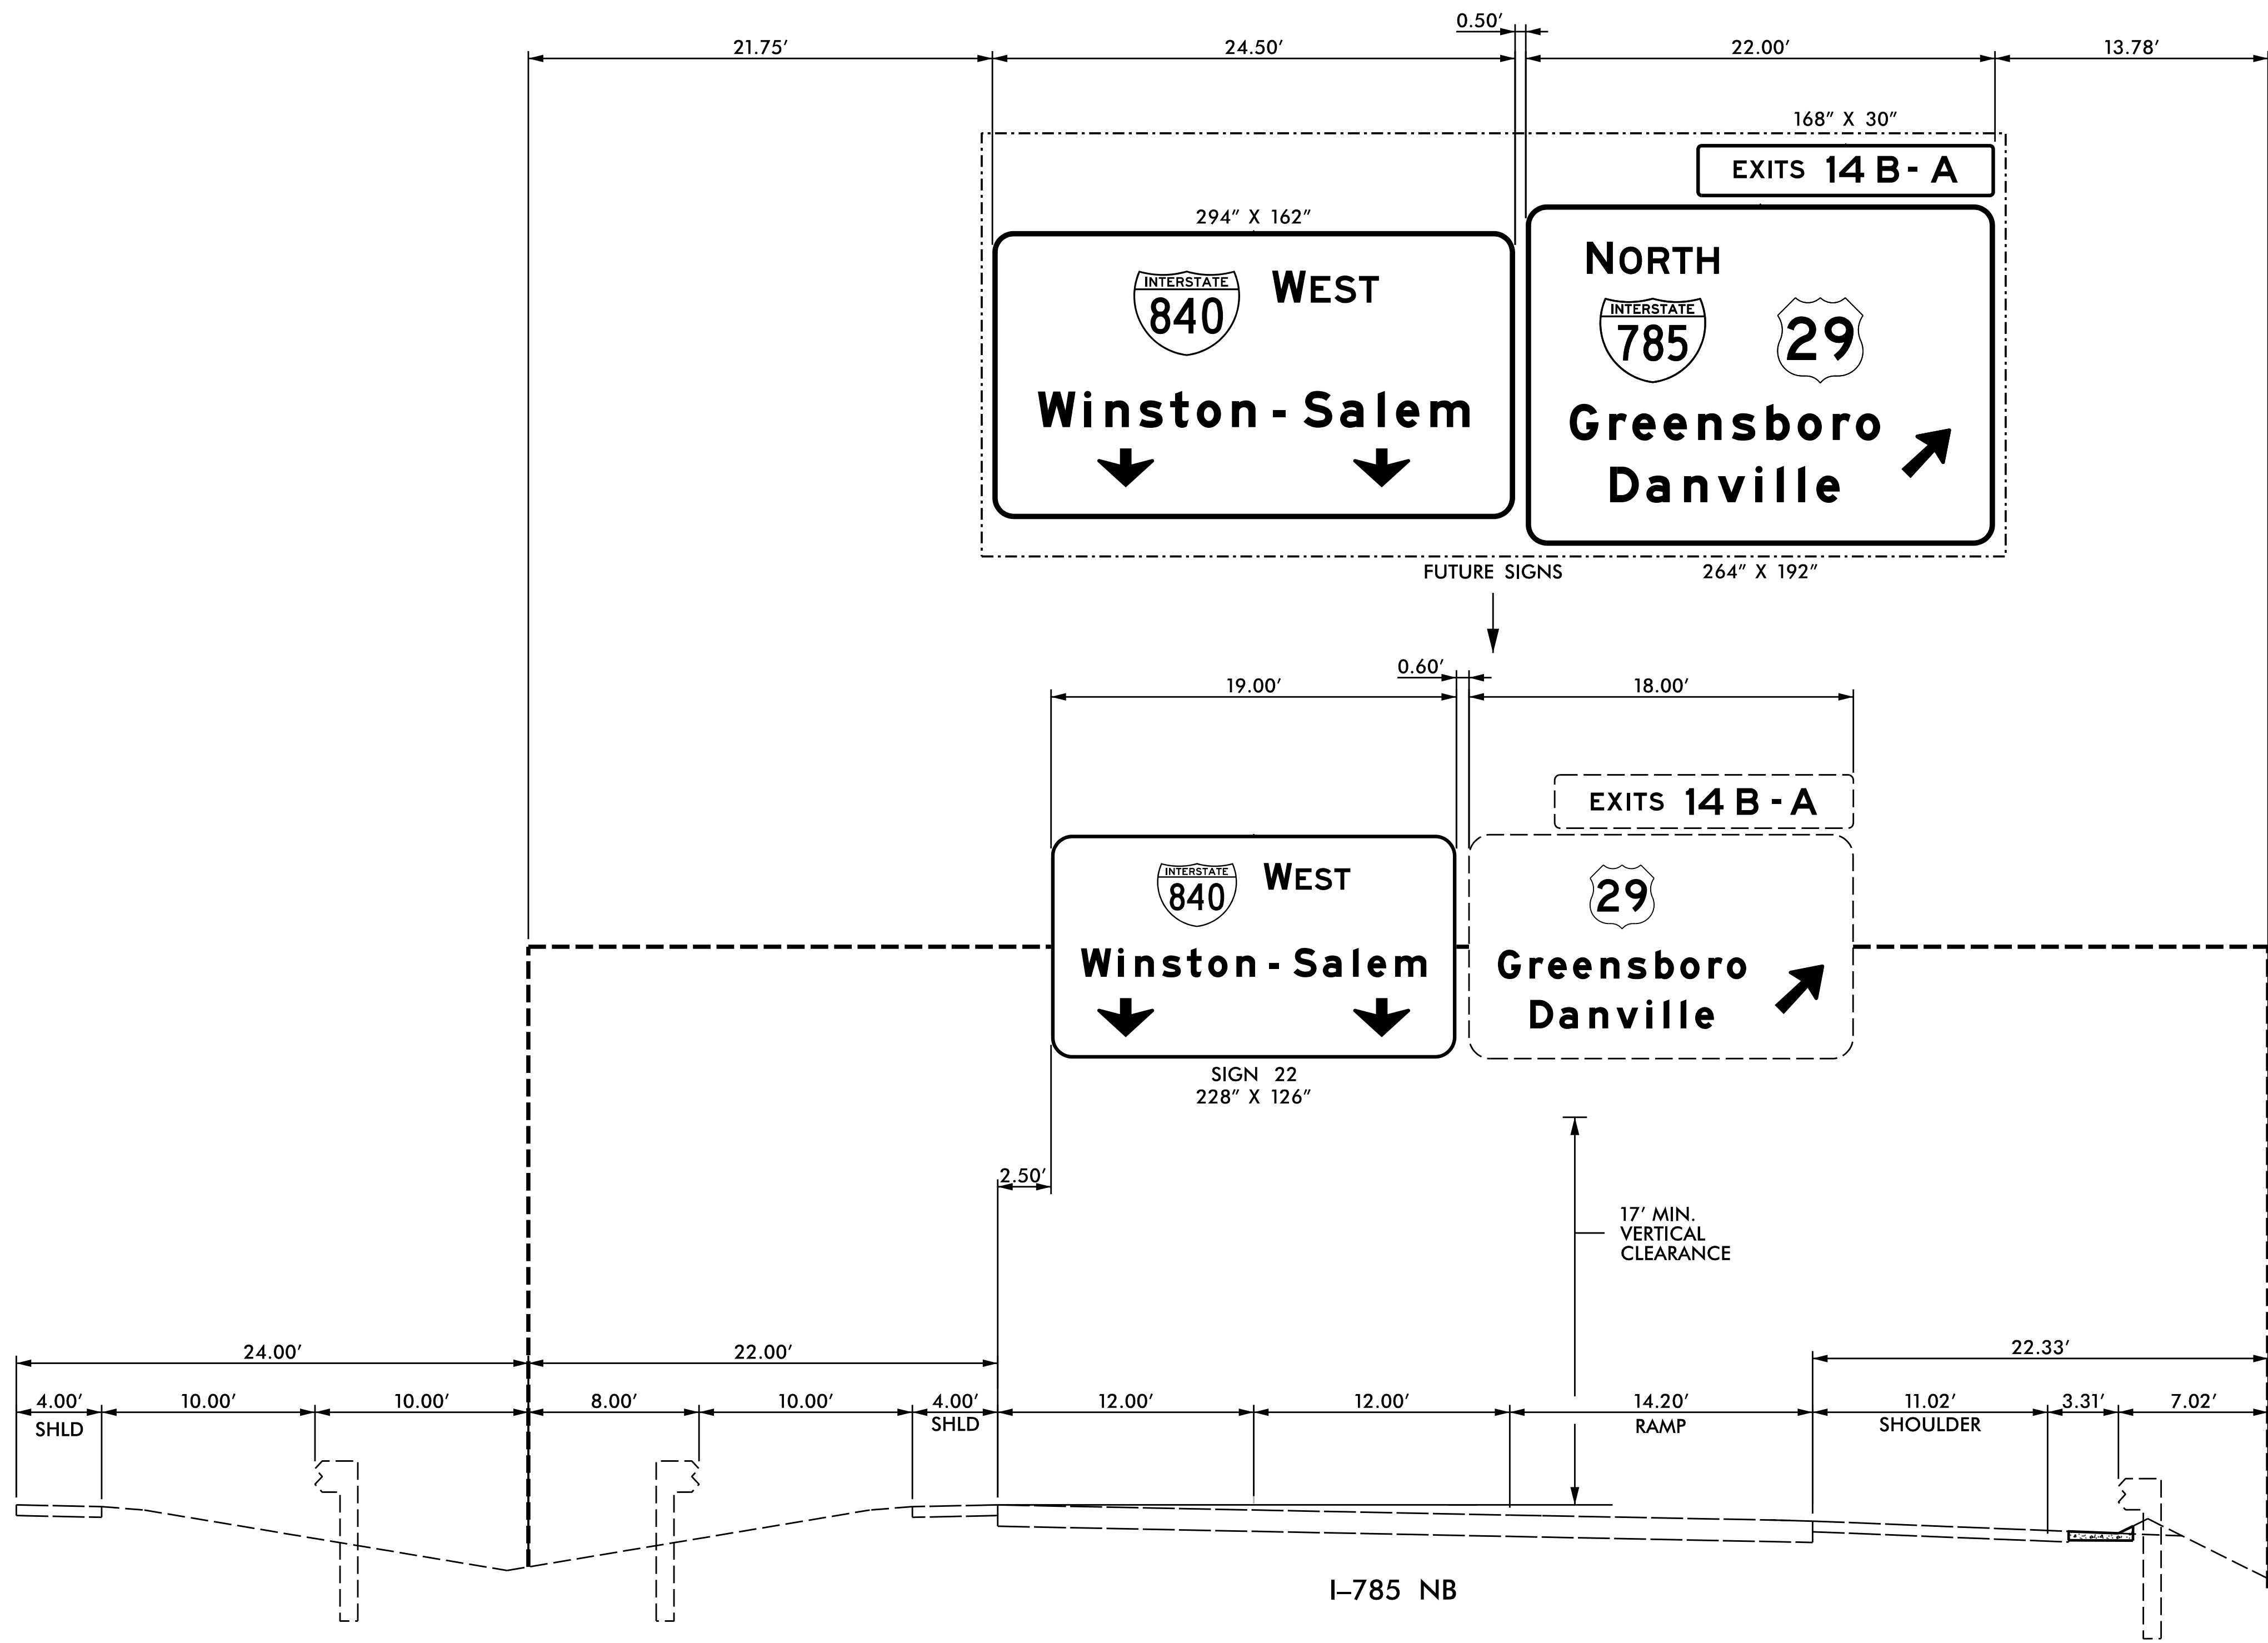 0.50'
21.75' 24.50' 22.00' 13.78'
168" X 30"
EXITS 14 B - A
294" X 162"
INTERSTATE
840
WEST
Winston - Salem
NORTH
INTERSTATE
785
29
Greensboro
Danville
FUTURE SIGNS
264" X 192"
0.60'
19.00' 18.00'
EXITS 14 B - A
INTERSTATE
840
WEST
Winston - Salem
29
Greensboro
Danville
SIGN 22
228" X 126"
2.50'
17' MIN.
VERTICAL
CLEARANCE
24.00' 22.00' 22.33'
4.00' 10.00' 10.00' 8.00' 10.00' 4.00' 12.00' 12.00' 14.20' 11.02' 3.31' 7.02'
SHLD SHLD RAMP SHOULDER
I–785 NB